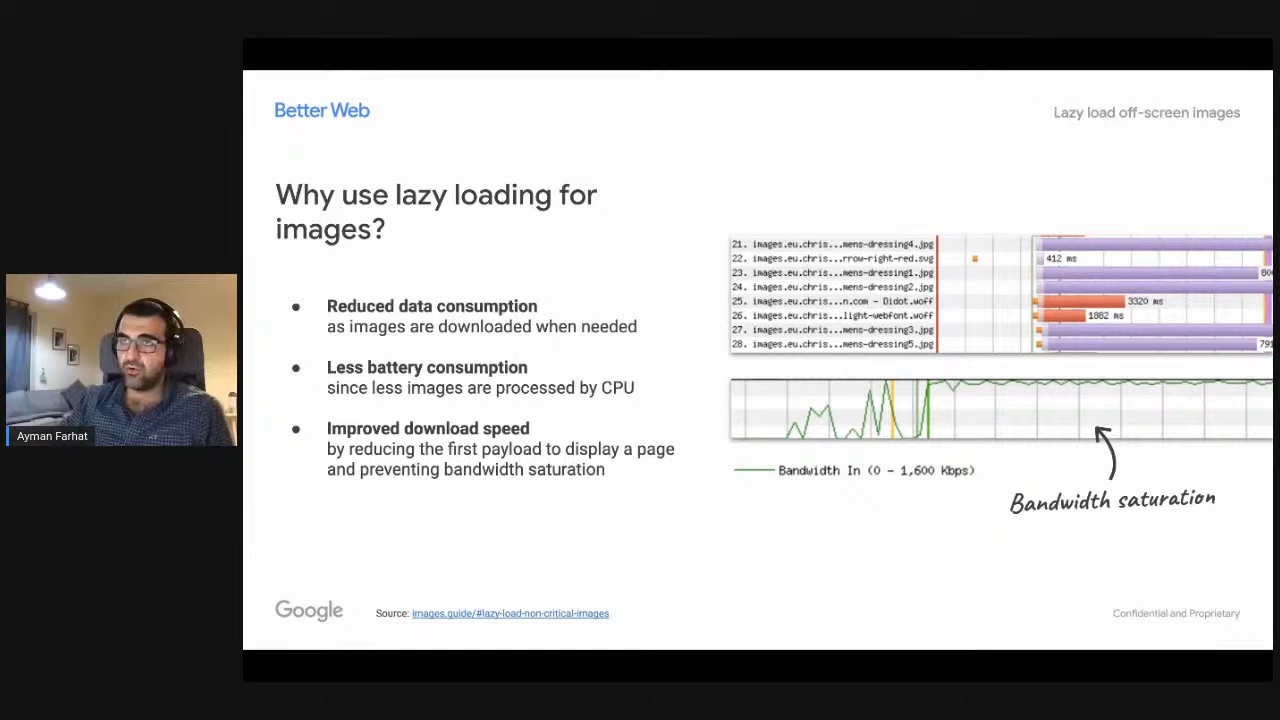 Better Web
Lazy load off-screen images
Why use lazy loading for
images?
● Reduced data consumption
as images are downloaded when needed
● Less battery consumption
since less images are processed by CPU
● Improved download speed
by reducing the first payload to display a page
and preventing bandwidth saturation
21. images.eu.chris...mens-dressing4.jpg
22. images.eu.chris...rrow-right-red.svg 412 ms
23. images.eu.chris...mens-dressing1.jpg
24. images.eu.chris...mens-dressing2.jpg
25. images.eu.chris...n.com - Didot.woff 3320 ms
26. images.eu.chris...light-webfont.woff 1882 ms
27. images.eu.chris...mens-dressing3.jpg
28. images.eu.chris...mens-dressing5.jpg 791
Bandwidth In (0 - 1,600 Kbps)
Bandwidth saturation
Ayman Farhat
Google
Source: images.guide/#lazy-load-non-critical-images
Confidential and Proprietary